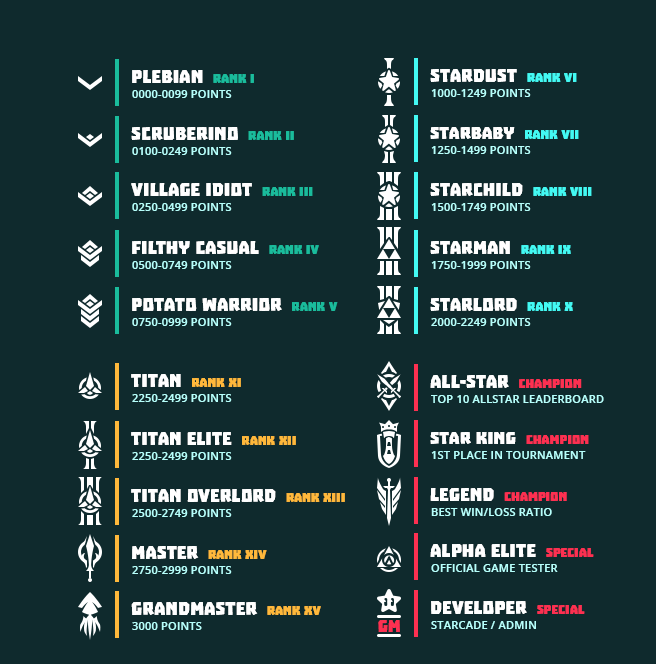 PLEBIAN RANK I
0000-0099 POINTS
SCRUBERINO RANK II
0100-0249 POINTS
VILLAGE IDIOT RANK III
0250-0499 POINTS
FILTHY CASUAL RANK IV
0500-0749 POINTS
POTATO WARRIOR RANK V
0750-0999 POINTS
STARDUST RANK VI
1000-1249 POINTS
STARBABY RANK VII
1250-1499 POINTS
STARCHILD RANK VIII
1500-1749 POINTS
STARMAN RANK IX
1750-1999 POINTS
STARLORD RANK X
2000-2249 POINTS
TITAN RANK XI
2250-2499 POINTS
TITAN ELITE RANK XII
2250-2499 POINTS
TITAN OVERLORD RANK XIII
2500-2749 POINTS
MASTER RANK XIV
2750-2999 POINTS
GRANDMASTER RANK XV
3000 POINTS
ALL-STAR CHAMPION
TOP 10 ALLSTAR LEADERBOARD
STAR KING CHAMPION
1ST PLACE IN TOURNAMENT
LEGEND CHAMPION
BEST WIN/LOSS RATIO
ALPHA ELITE SPECIAL
OFFICIAL GAME TESTER
GM
DEVELOPER SPECIAL
STARCADE / ADMIN